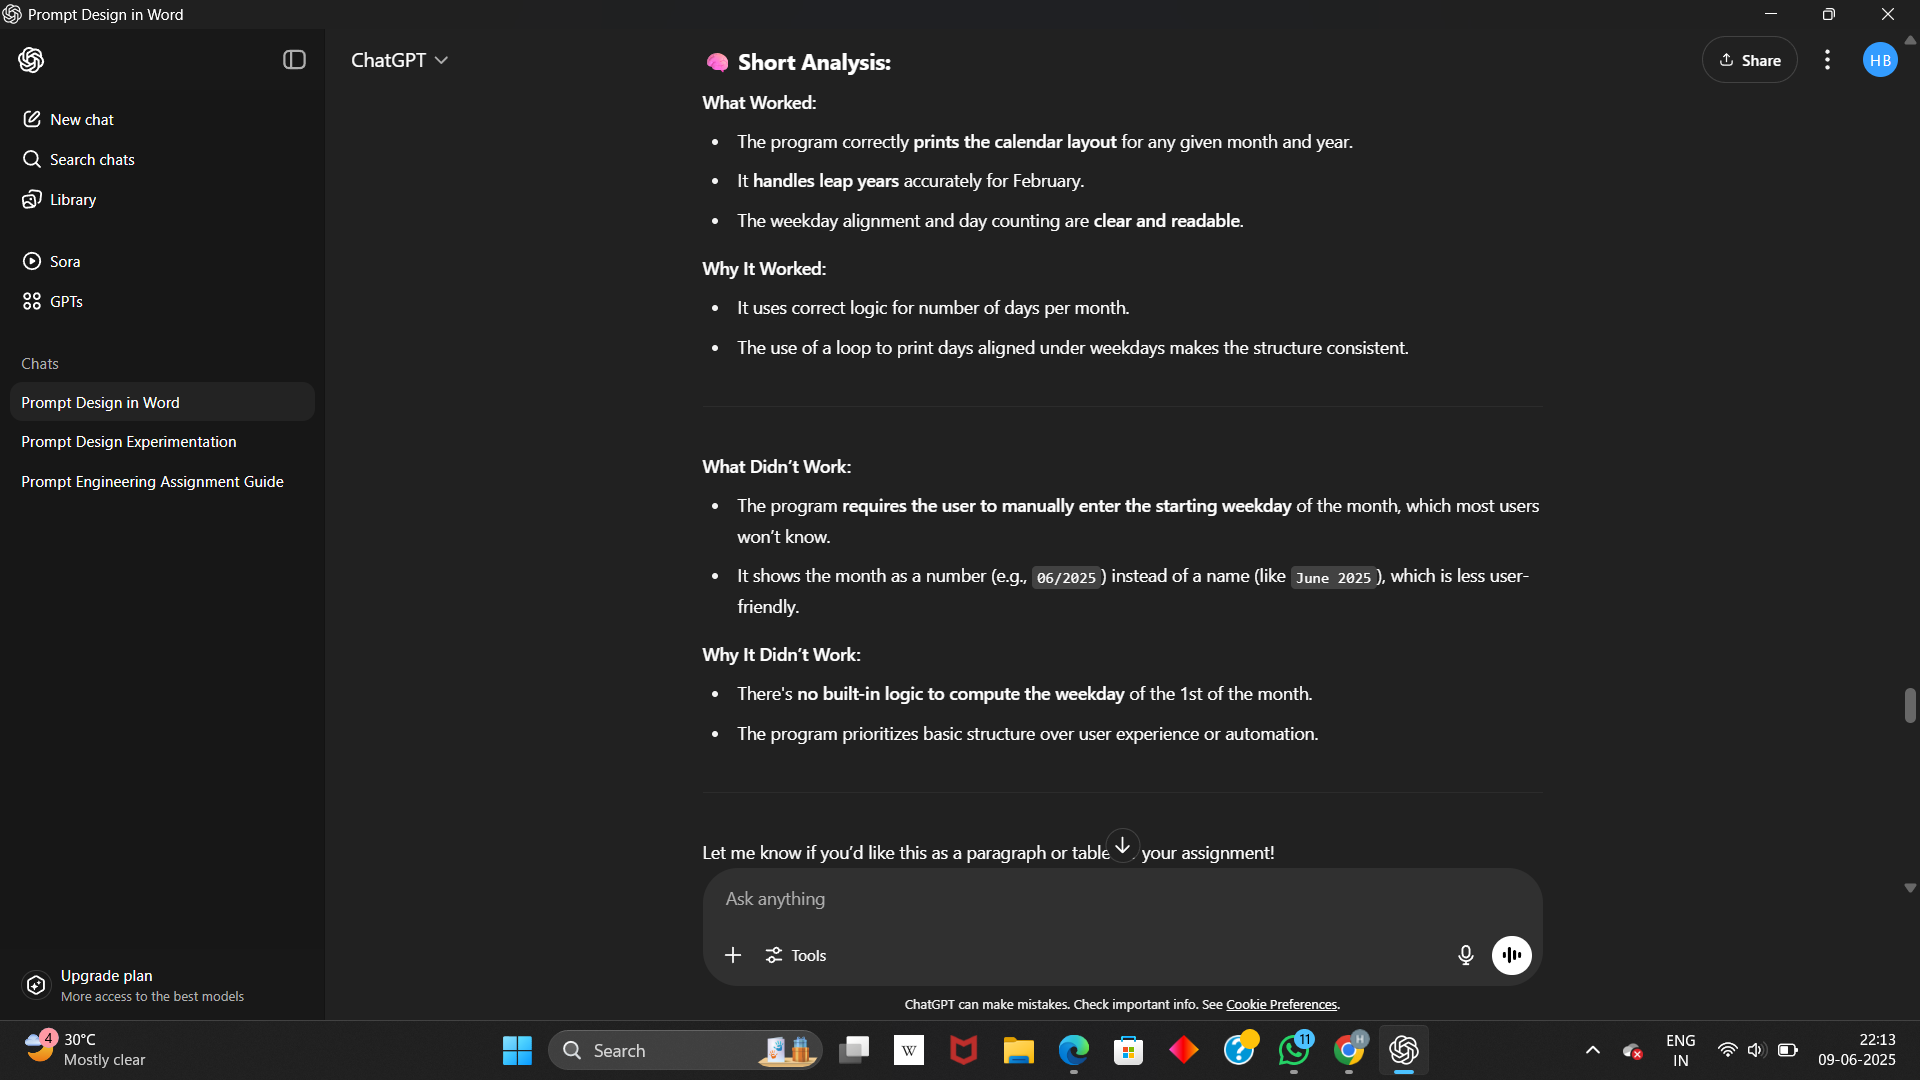 Prompt Design in Word
ChatGPT
Share
HB
New chat
Search chats
Library
Sora
GPTs
Chats
Prompt Design in Word
Prompt Design Experimentation
Prompt Engineering Assignment Guide
Upgrade plan
More access to the best models
🧠 Short Analysis:
What Worked:
• The program correctly prints the calendar layout for any given month and year.
• It handles leap years accurately for February.
• The weekday alignment and day counting are clear and readable.
Why It Worked:
• It uses correct logic for number of days per month.
• The use of a loop to print days aligned under weekdays makes the structure consistent.
What Didn’t Work:
• The program requires the user to manually enter the starting weekday of the month, which most users
won’t know.
• It shows the month as a number (e.g., 06/2025) instead of a name (like June 2025), which is less user-
friendly.
Why It Didn’t Work:
• There's no built-in logic to compute the weekday of the 1st of the month.
• The program prioritizes basic structure over user experience or automation.
Let me know if you’d like this as a paragraph or table your assignment!
Ask anything
Tools
ChatGPT can make mistakes. Check important info. See Cookie Preferences.
4
30°C
Mostly clear
Search
W
11
H
ENG
IN
22:13
09-06-2025